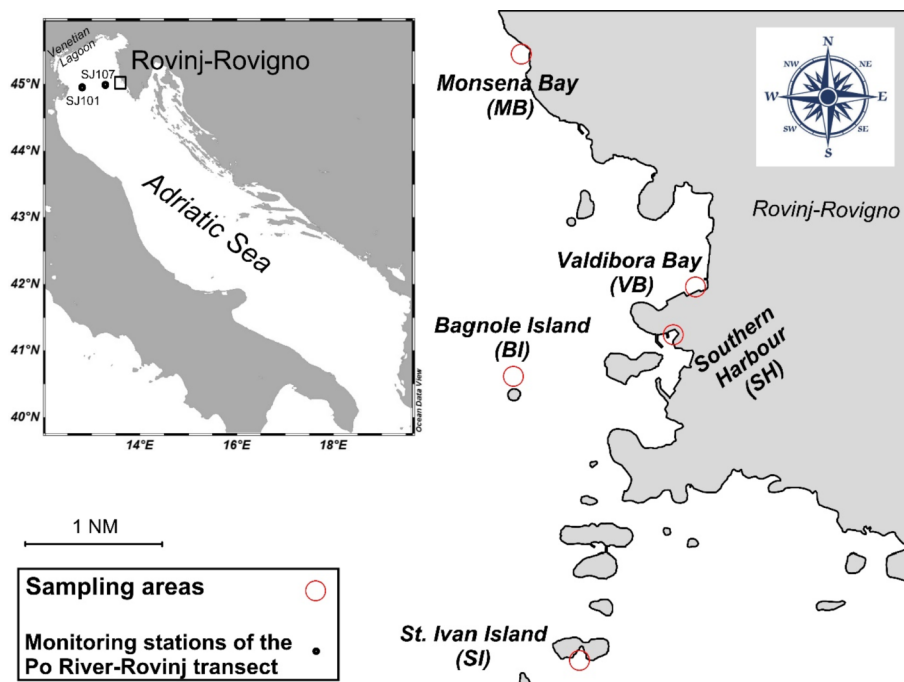 Venetian
Lagoon
Rovinj-Rovigno
SJ107
SJ101
45°N
44°N
43°N
42°N
41°N
40°N
Adriatic Sea
Ocean Data View
14°E
16°E
18°E
1 NM
Sampling areas
Monitoring stations of the
Po River-Rovinj transect
Monsena Bay
(MB)
N
NW
NE
W
E
SW
SE
S
Rovinj-Rovigno
Valdibora Bay
(VB)
Bagnole Island
(BI)
Southern
Harbour
(SH)
St. Ivan Island
(SI)